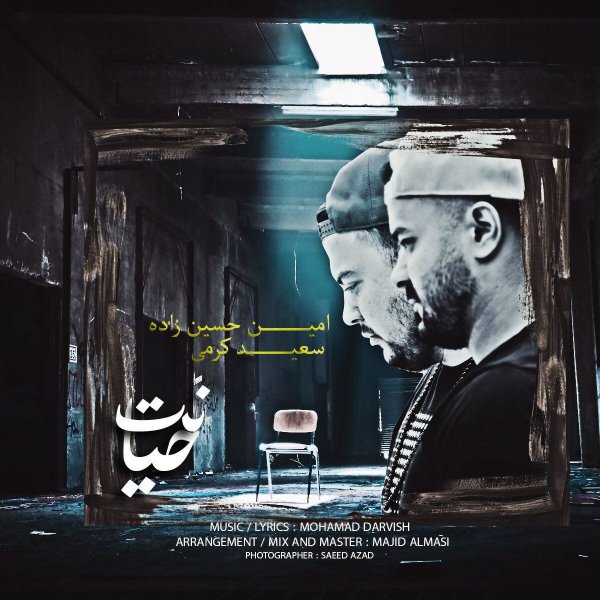 امین حسین زاده
سعید کرمی
خیانت
MUSIC / LYRICS : MOHAMAD DARVISH
ARRANGEMENT / MIX AND MASTER : MAJID ALMASI
PHOTOGRAPHER : SAEED AZAD